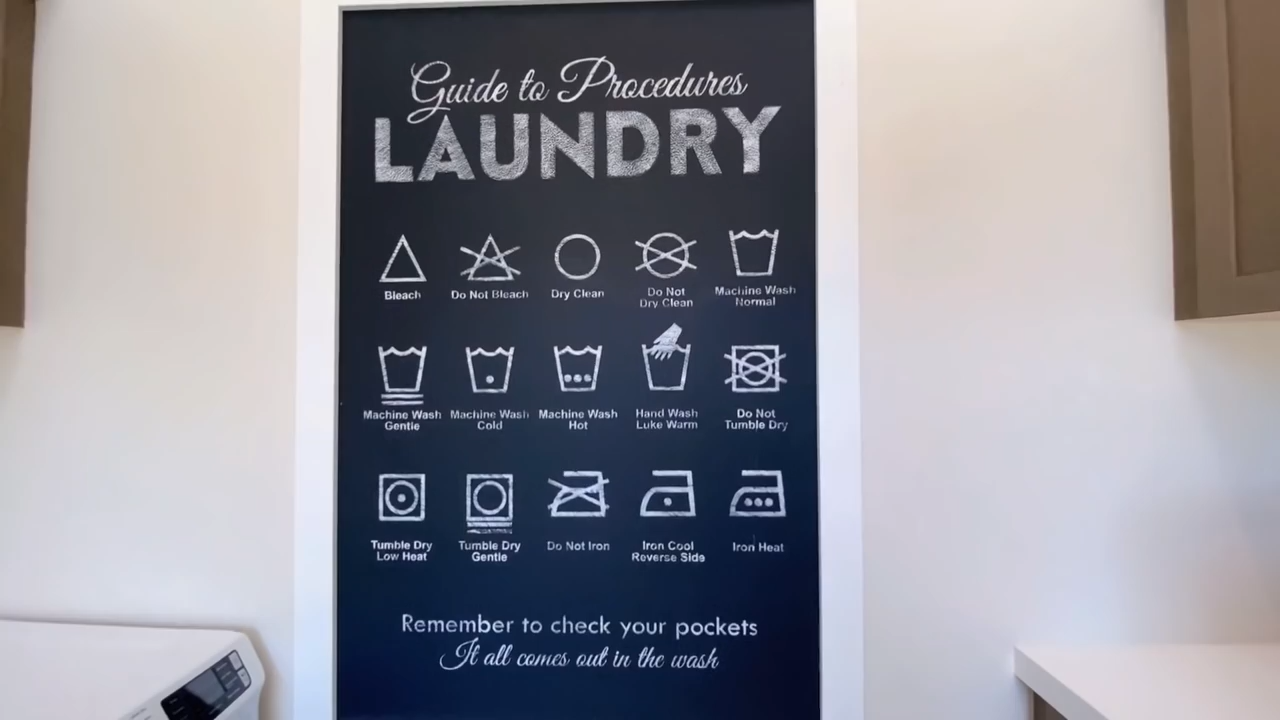 Guide to Procedures
LAUNDRY
Bleach
Do Not Bleach
Dry Clean
Do Not
Dry Clean
Machine Wash
Normal
Machine Wash
Gentle
Machine Wash
Cold
Machine Wash
Hot
Hand Wash
Luke Warm
Do Not
Tumble Dry
Tumble Dry
Low Heat
Tumble Dry
Gentle
Do Not Iron
Iron Cool
Reverse Side
Iron Heat
Remember to check your pockets
It all comes out in the wash